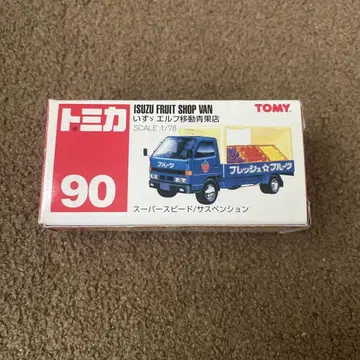 トミカ
90
ISUZU FRUIT SHOP VAN
いすゞ エルフ移動青果店
SCALE 1/78
TOMY
フルーツ
フレッシュ☆フルーツ
スーパースピード/サスペンション